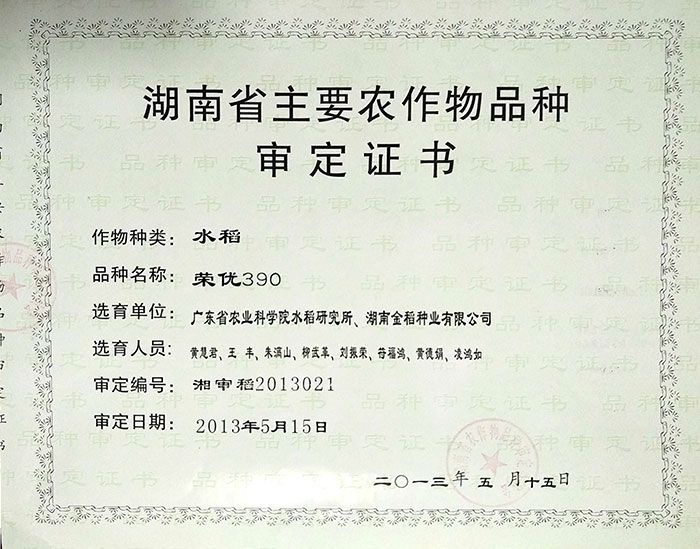 湖南省主要农作物品种
审定证书
作物种类：水稻
品种名称：荣优390
选育单位：广东省农业科学院水稻研究所、湖南金稻种业有限公司
选育人员：黄慧君、王丰、朱满山、柳武革、刘振荣、符福鸿、黄德娟、凌鸿如
审定编号：湘审稻2013021
审定日期：2013年5月15日
二〇一三年五月十五日